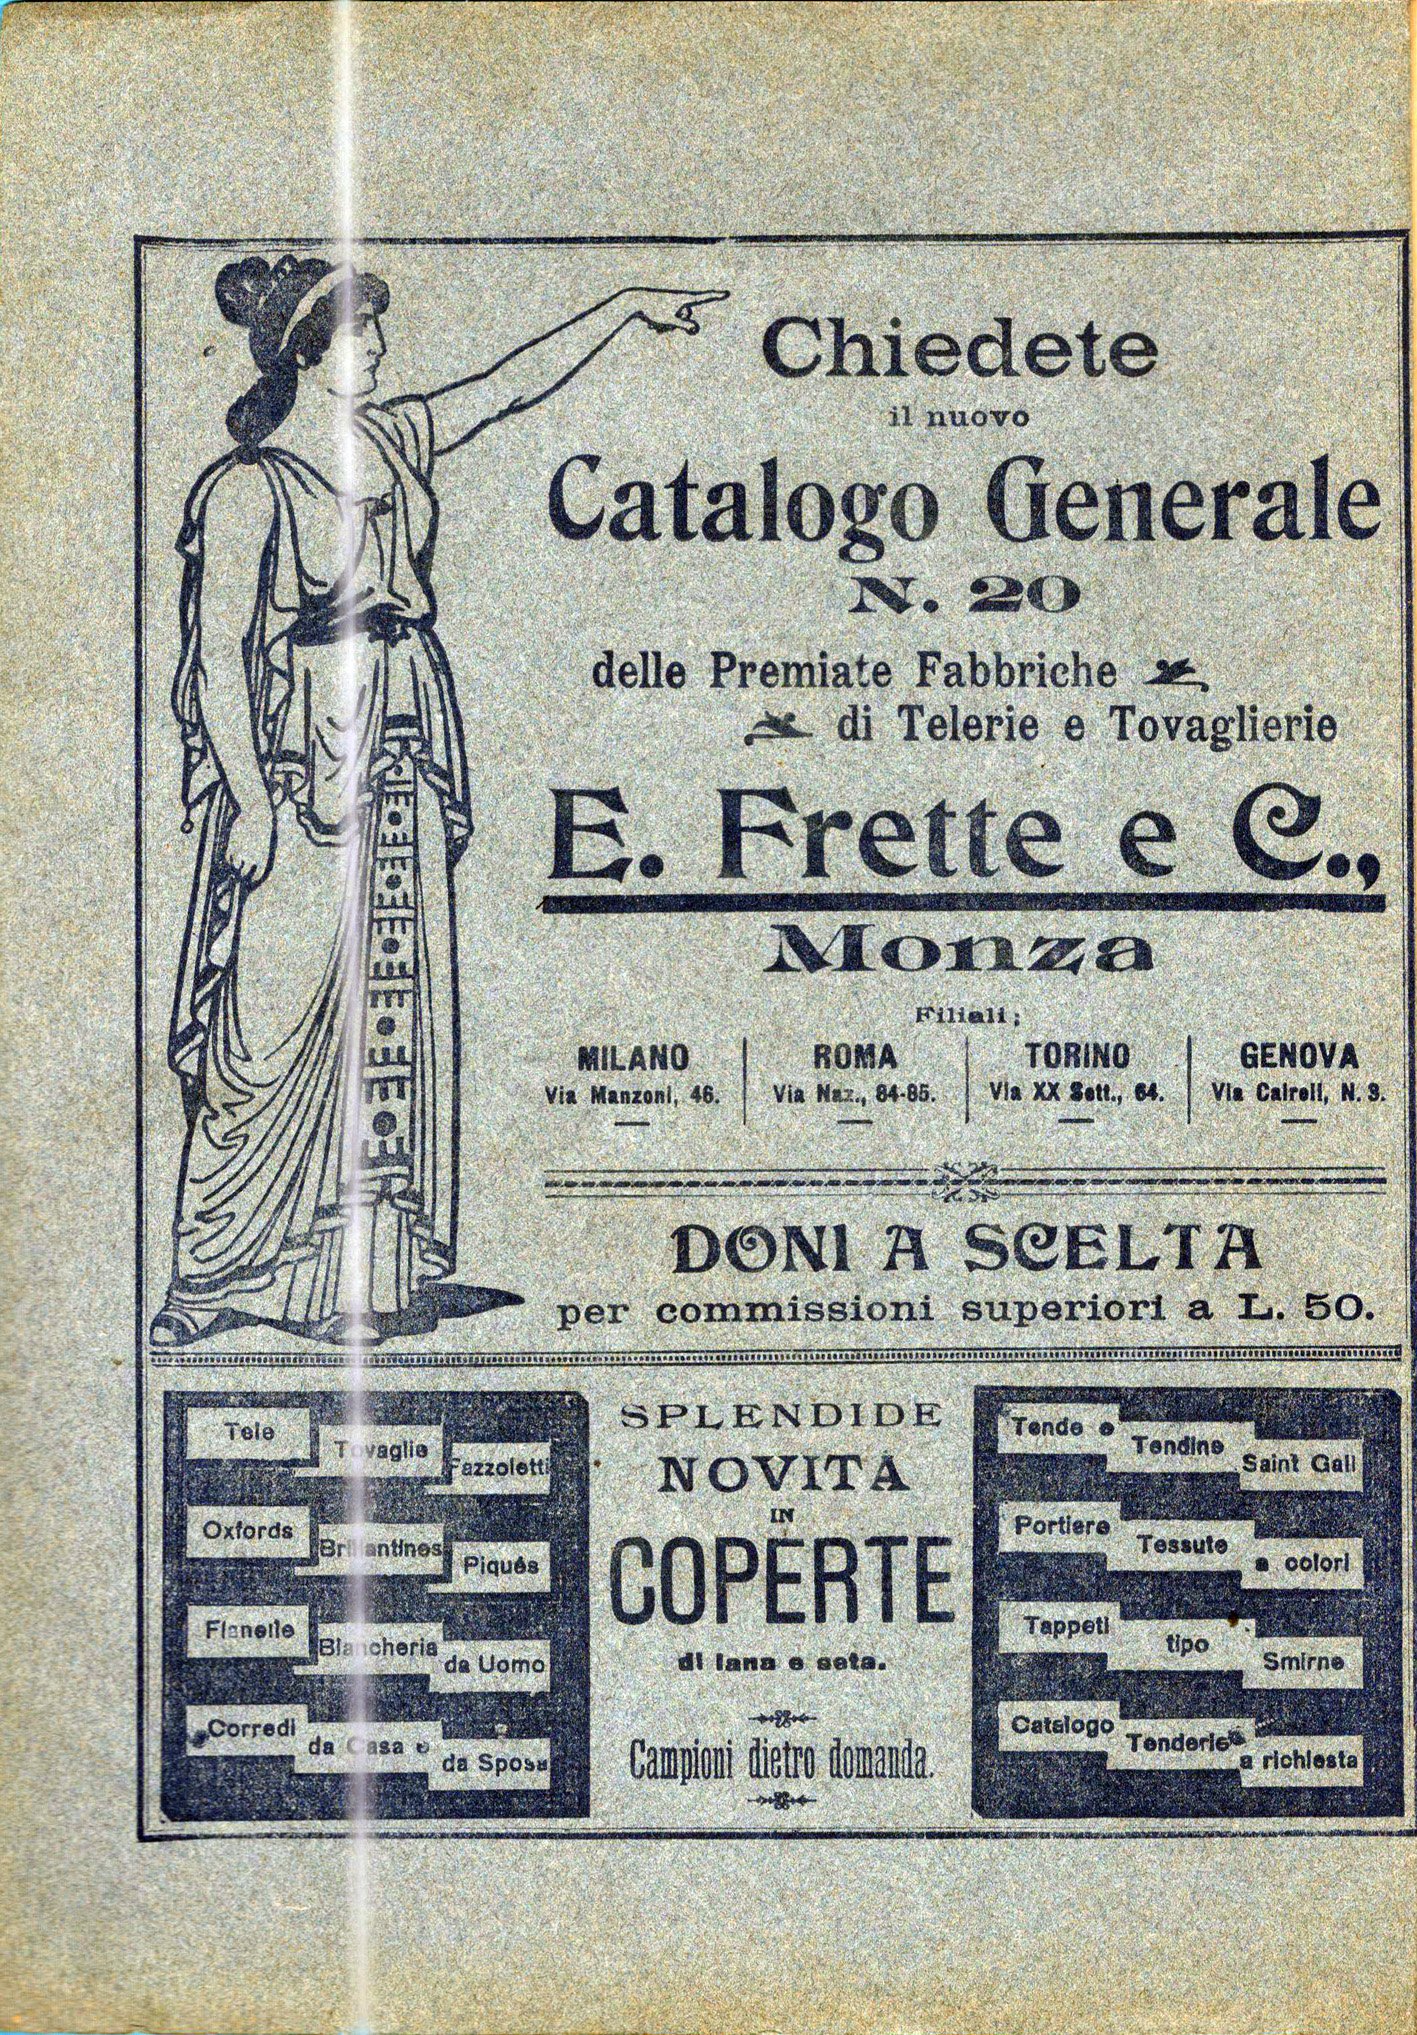 Chiedete
il nuovo
Catalogo Generale
N. 20
delle Premiate Fabbriche
di Telerie e Tovaglierie
E. Frette e C.,
Monza
Filiali;
MILANO
Via Manzoni, 46.
ROMA
Via Naz., 84-85.
TORINO
Via XX Sett., 64.
GENOVA
Via Cairoli, N. 3.
DONI A SCELTA
per commissioni superiori a L. 50.
Tele
Tovaglie
Fazzoletti
Oxfords
Brillantines
Piqués
Flanelle
Biancheria
da Uomo
Corredi
da Casa e
da Sposa
SPLENDIDE
NOVITÀ
IN
COPERTE
di lana e seta.
Campioni dietro domanda.
Tende e
Tendine
Saint Gall
Portiere
Tessute
a colori
Tappeti
tipo
Smirne
Catalogo
Tenderie
a richiesta